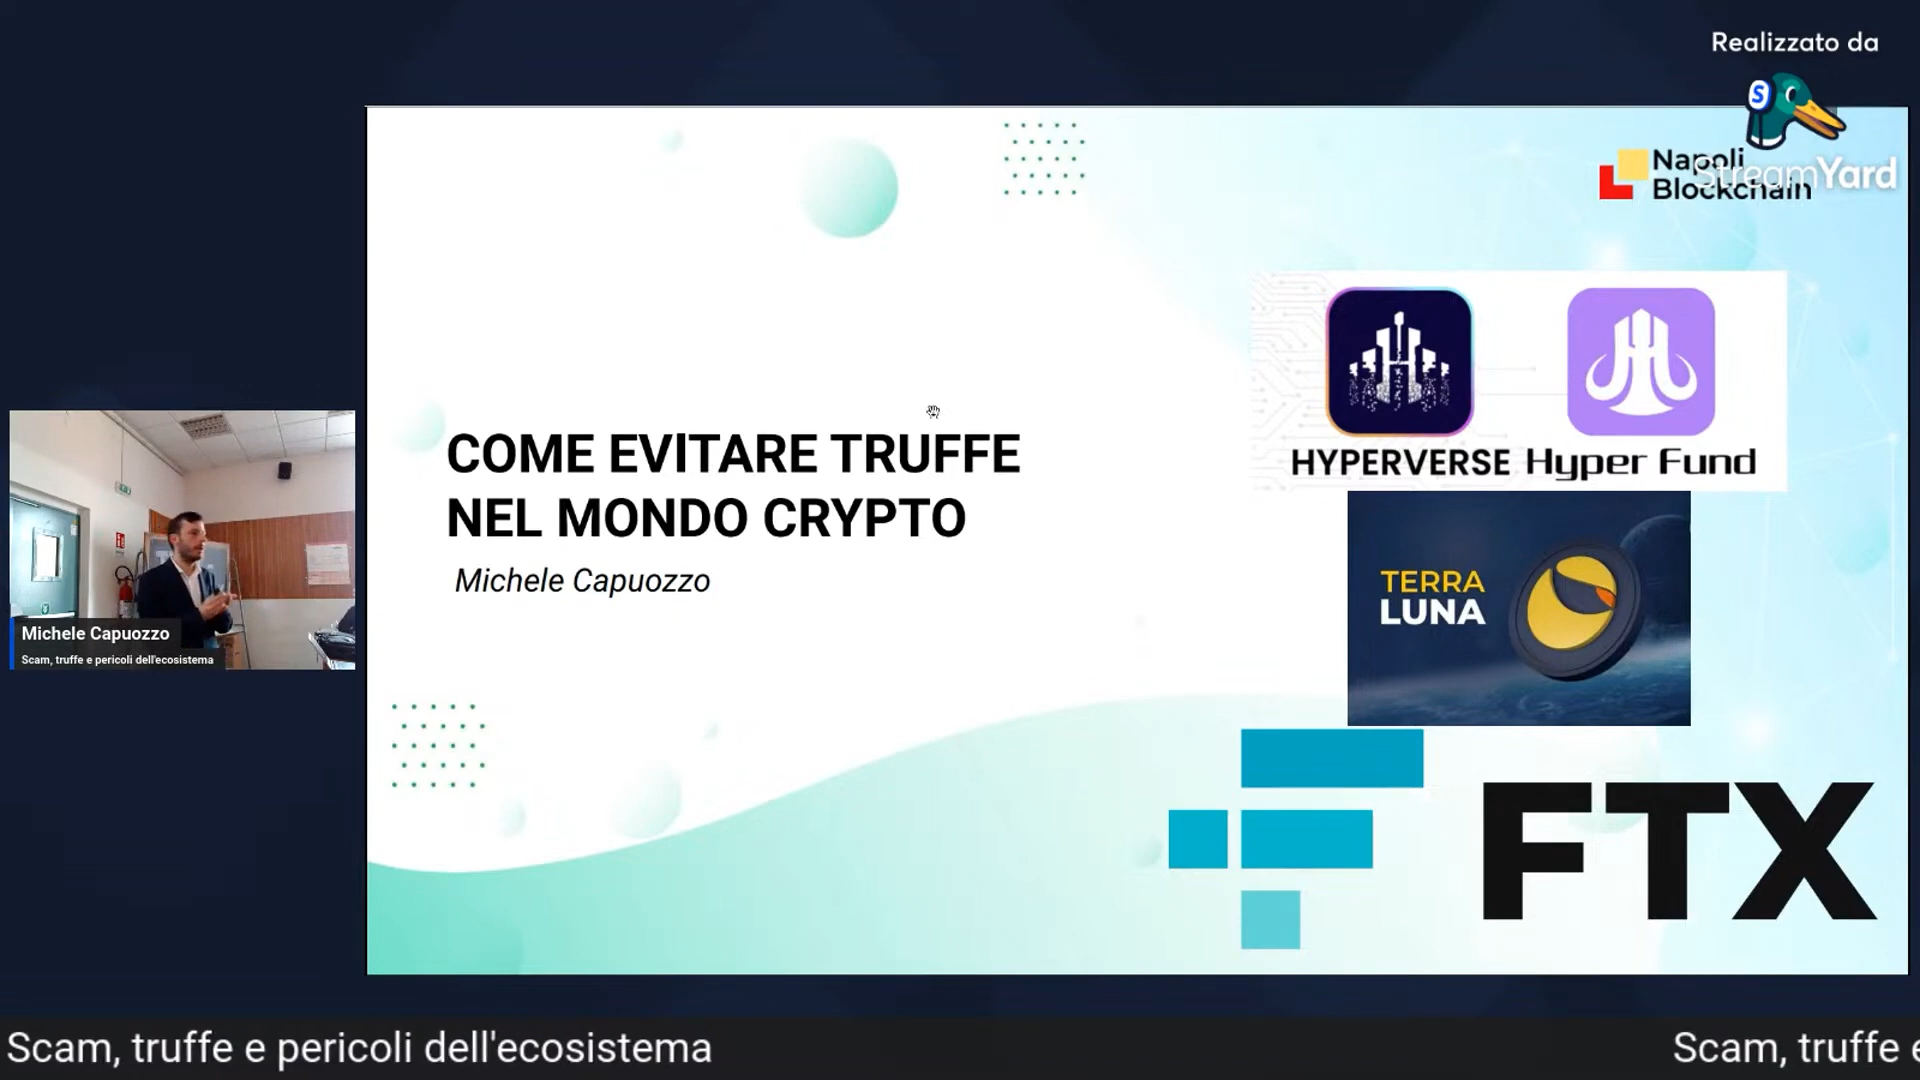 Realizzato da
S
StreamYard
Napoli
Blockchain
HYPERVERSE
Hyper Fund
COME EVITARE TRUFFE
NEL MONDO CRYPTO
Michele Capuozzo
TERRA
LUNA
FTX
Michele Capuozzo
Scam, truffe e pericoli dell'ecosistema
Scam, truffe e pericoli dell'ecosistema
Scam, truffe e